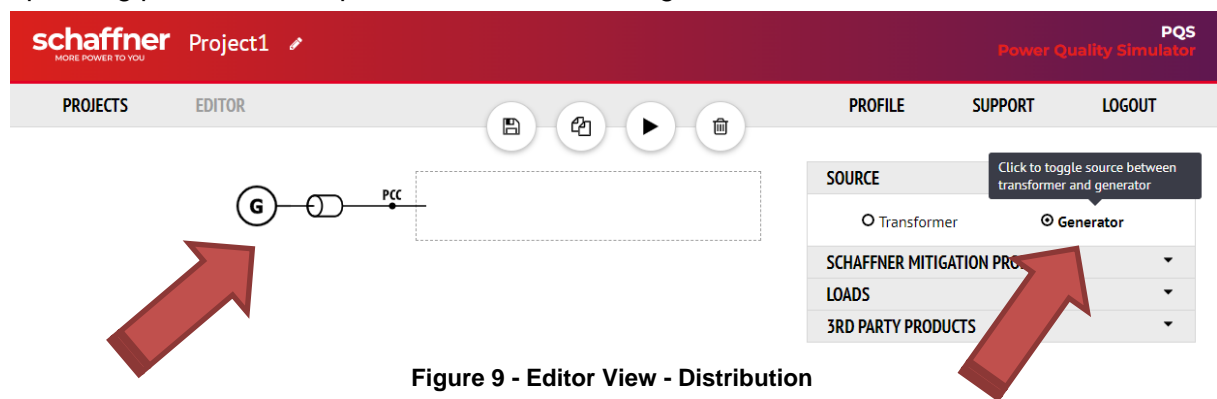 schaffner
MORE POWER TO YOU
Project1
PQS
Power Quality Simulator
PROJECTS
EDITOR
PROFILE
SUPPORT
LOGOUT
Click to toggle source between
transformer and generator
SOURCE
G
PCC
Transformer
Generator
SCHAFFNER MITIGATION
LOADS
3RD PARTY PRODUCTS
Figure 9 - Editor View - Distribution